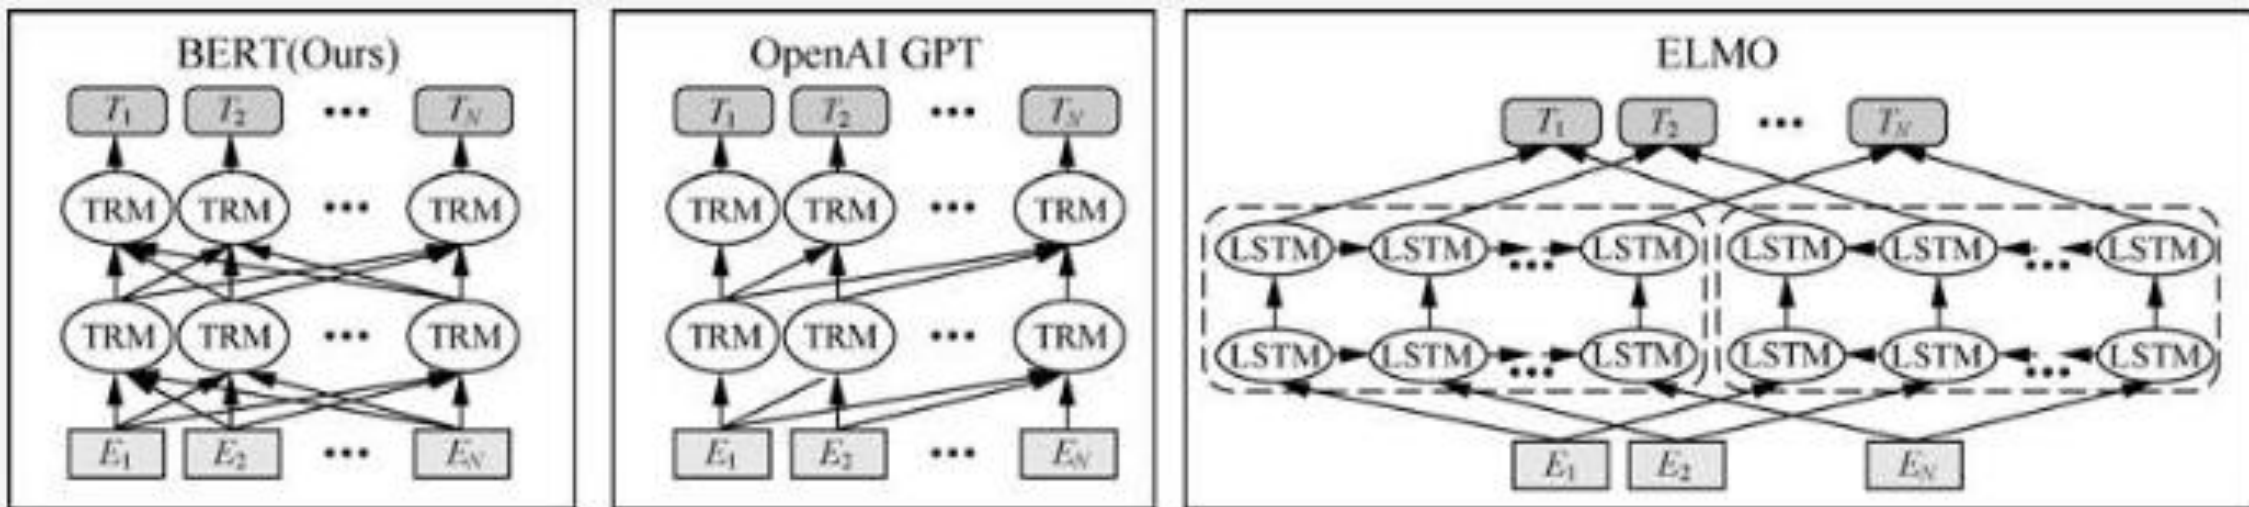 BERT(Ours)
T1 T2 ••• TN
TRM TRM ••• TRM
TRM TRM ••• TRM
E1 E2 ••• EN
OpenAI GPT
T1 T2 ••• TN
TRM TRM ••• TRM
TRM TRM ••• TRM
E1 E2 ••• EN
ELMO
T1 T2 ••• TN
LSTM LSTM ••• LSTM LSTM LSTM ••• LSTM
LSTM LSTM ••• LSTM LSTM LSTM ••• LSTM
E1 E2 EN